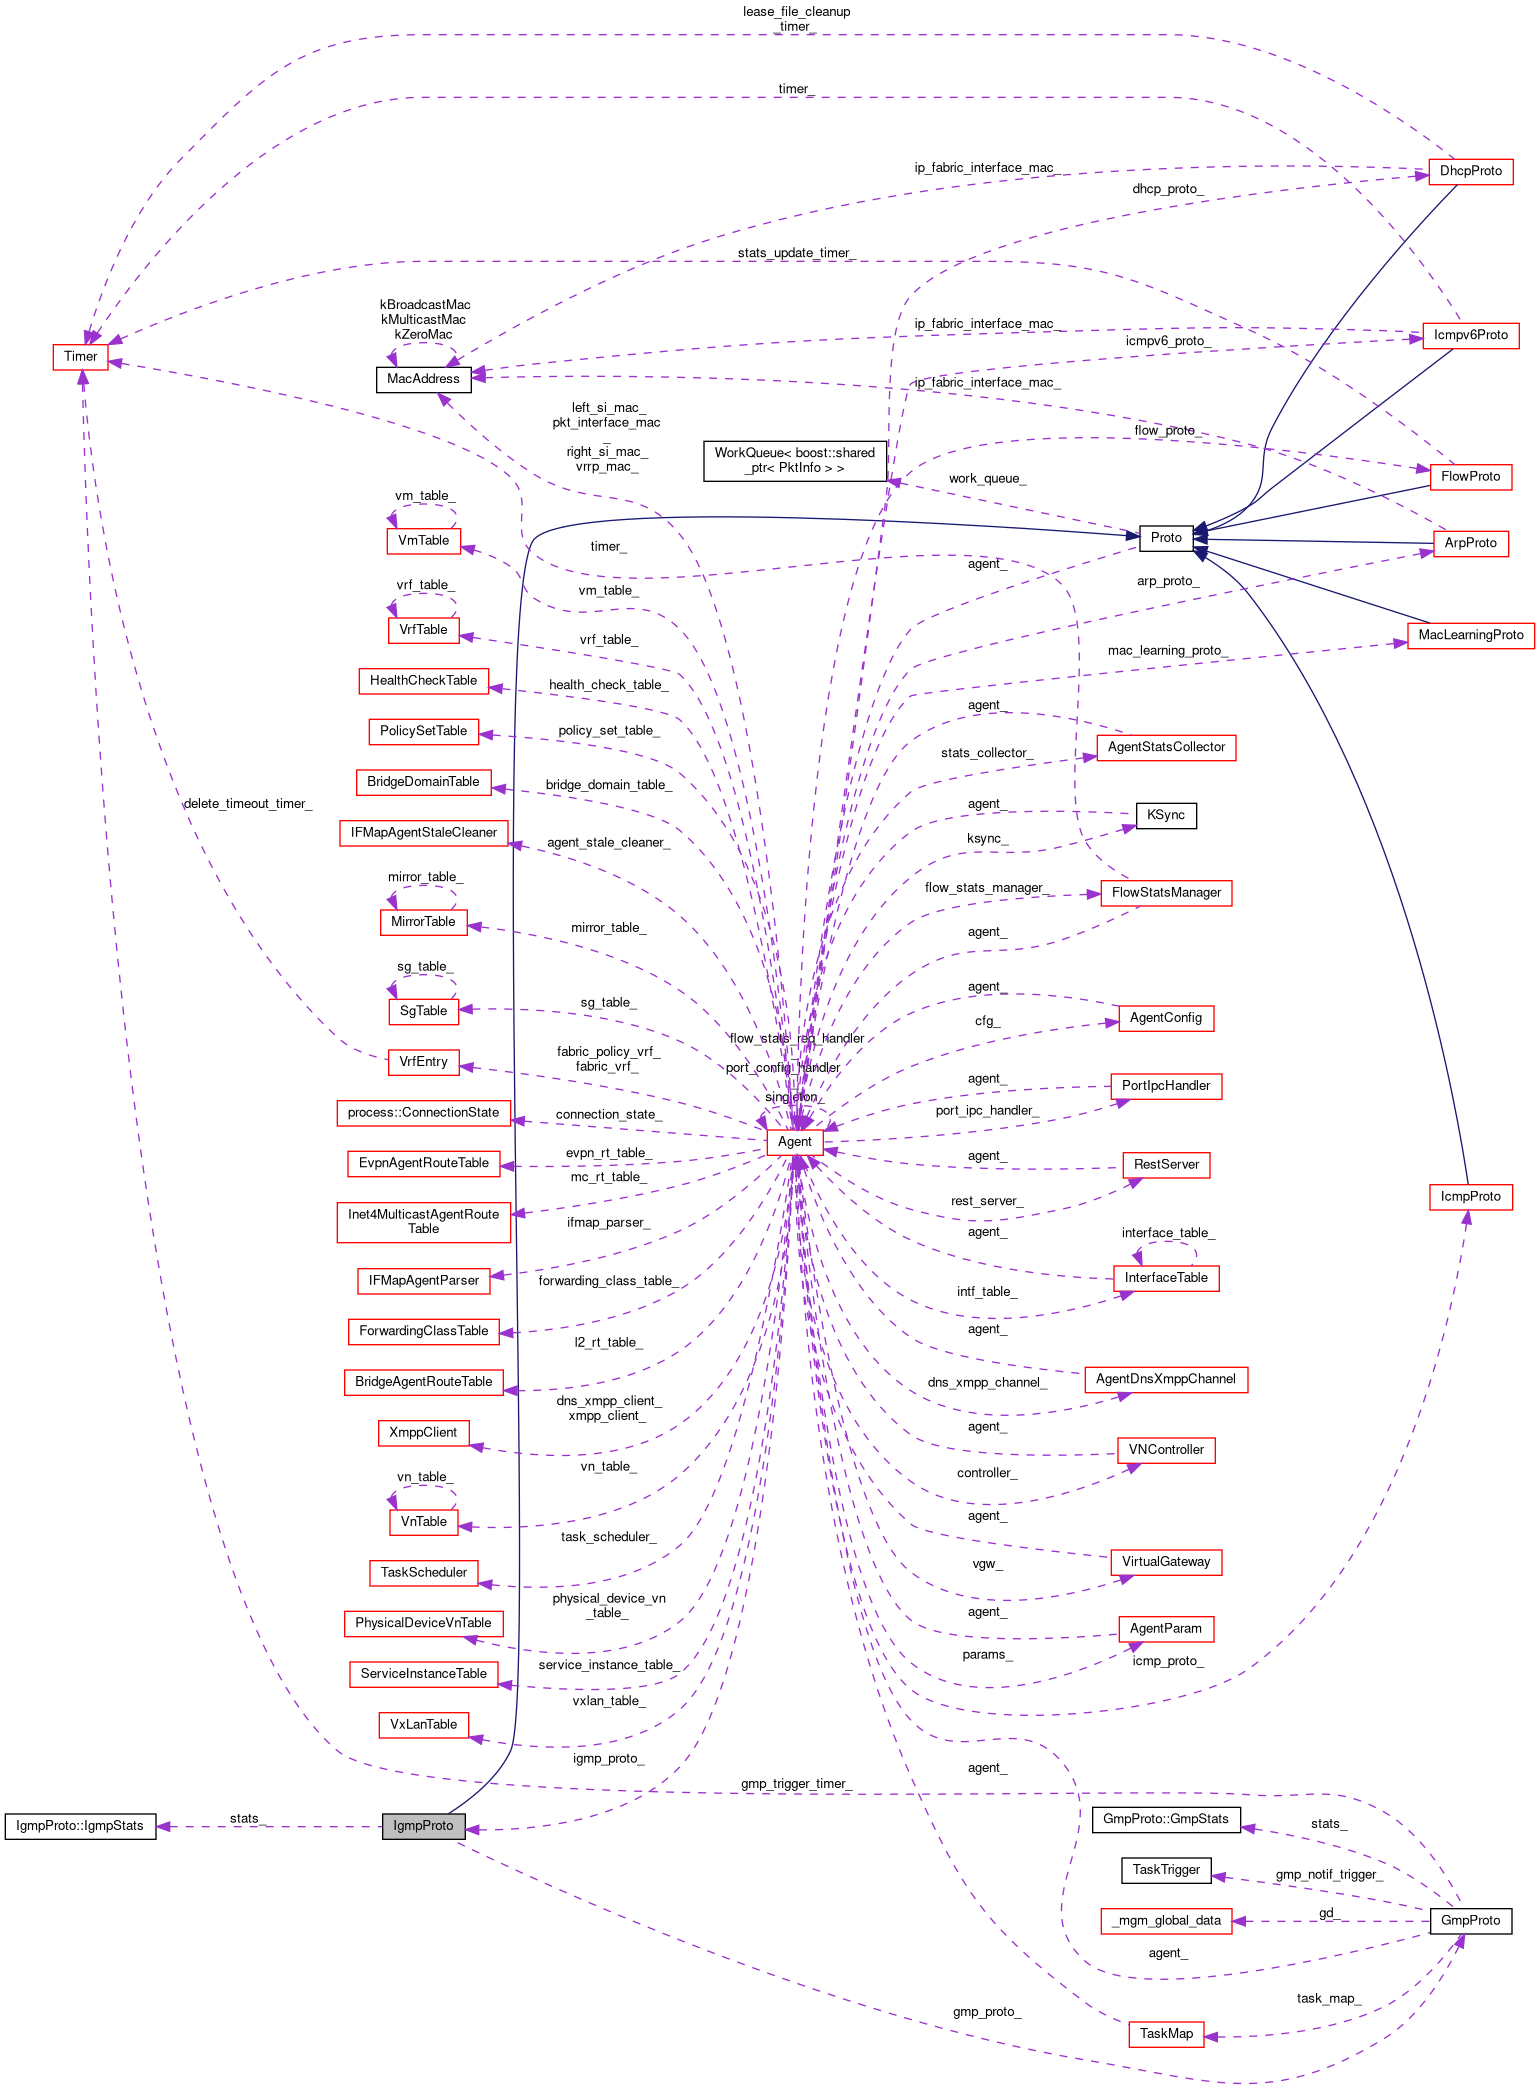 lease_file_cleanup
_timer_
timer_
DhcpProto
ip_fabric_interface_mac_
dhcp_proto_
stats_update_timer_
kBroadcastMac
kMulticastMac
kZeroMac
ip_fabric_interface_mac_
Icmpv6Proto
icmpv6_proto_
Timer
MacAddress
ip_fabric_interface_mac_
left_si_mac_
pkt_interface_mac
_
right_si_mac_
vrrp_mac_
flow_proto_
WorkQueue< boost::shared
_ptr< PktInfo > >
work_queue_
FlowProto
vm_table_
VmTable
timer_
Proto
ArpProto
agent_
vrf_table_
vm_table_
arp_proto_
VrfTable
vrf_table_
MacLearningProto
mac_learning_proto_
HealthCheckTable
health_check_table_
agent_
PolicySetTable
policy_set_table_
AgentStatsCollector
stats_collector_
BridgeDomainTable
bridge_domain_table_
delete_timeout_timer_
agent_
KSync
IFMapAgentStaleCleaner
agent_stale_cleaner_
ksync_
mirror_table_
flow_stats_manager_
FlowStatsManager
MirrorTable
mirror_table_
agent_
sg_table_
agent_
SgTable
sg_table_
cfg_
AgentConfig
flow_stats_req_handler
_
port_config_handler
_
singleton_
VrfEntry
fabric_policy_vrf_
fabric_vrf_
agent_
PortIpcHandler
process::ConnectionState
connection_state_
port_ipc_handler_
Agent
EvpnAgentRouteTable
evpn_rt_table_
agent_
RestServer
mc_rt_table_
rest_server_
IcmpProto
Inet4MulticastAgentRoute
Table
ifmap_parser_
agent_
interface_table_
IFMapAgentParser
forwarding_class_table_
intf_table_
InterfaceTable
ForwardingClassTable
l2_rt_table_
agent_
BridgeAgentRouteTable
dns_xmpp_channel_
AgentDnsXmppChannel
dns_xmpp_client_
xmpp_client_
XmppClient
agent_
VNController
vn_table_
vn_table_
controller_
VnTable
agent_
task_scheduler_
TaskScheduler
vgw_
VirtualGateway
physical_device_vn
_table_
PhysicalDeviceVnTable
agent_
AgentParam
service_instance_table_
ServiceInstanceTable
params_
icmp_proto_
vxlan_table_
VxLanTable
igmp_proto_
agent_
gmp_trigger_timer_
IgmpProto::IgmpStats
stats_
IgmpProto
GmpProto::GmpStats
stats_
TaskTrigger
gmp_notif_trigger_
_mgm_global_data
gd_
GmpProto
agent_
task_map_
gmp_proto_
TaskMap